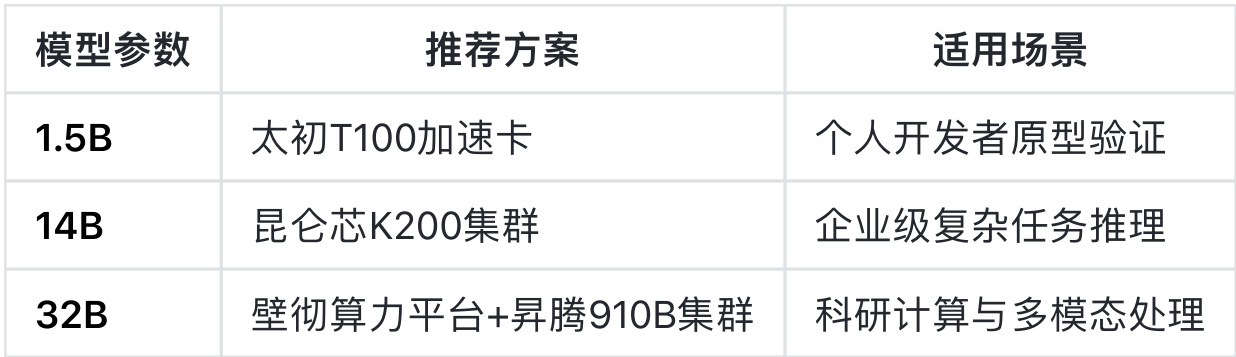 模型参数 推荐方案 适用场景
1.5B 太初T100加速卡 个人开发者原型验证
14B 昆仑芯K200集群 企业级复杂任务推理
32B 壁彻算力平台+昇腾910B集群 科研计算与多模态处理